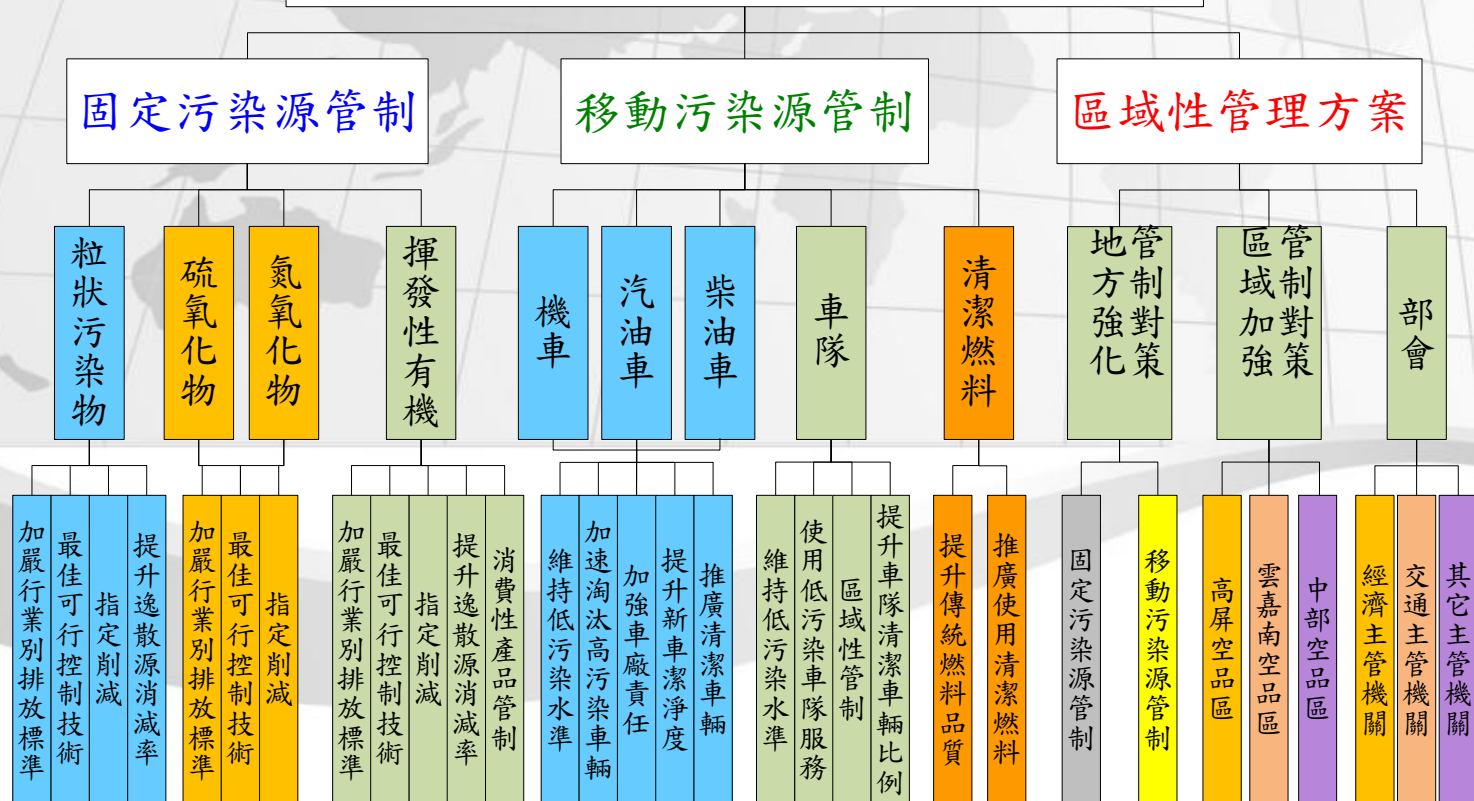 固定污染源管制
移動污染源管制
區域性管理方案
粒狀污染物
硫氧化物
氮氧化物
揮發性有機
機車
汽油車
柴油車
車隊
清潔燃料
管制對策
地方強化
管制對策
區域加強
部會
加嚴行業別排放標準
最佳可行控制技術
指定削減
提升逸散源消減率
加嚴行業別排放標準
最佳可行控制技術
指定削減
加嚴行業別排放標準
最佳可行控制技術
指定削減
提升逸散源消減率
消費性產品管制
維持低污染水準
加速淘汰高污染車輛
加強車廠責任
提升新車潔淨度
推廣清潔車輛
維持低污染水準
使用低污染車隊服務
區域性管制
提升車隊清潔車輛比例
提升傳統燃料品質
推廣使用清潔燃料
固定污染源管制
移動污染源管制
高屏空品區
雲嘉南空品區
中部空品區
經濟主管機關
交通主管機關
其它主管機關